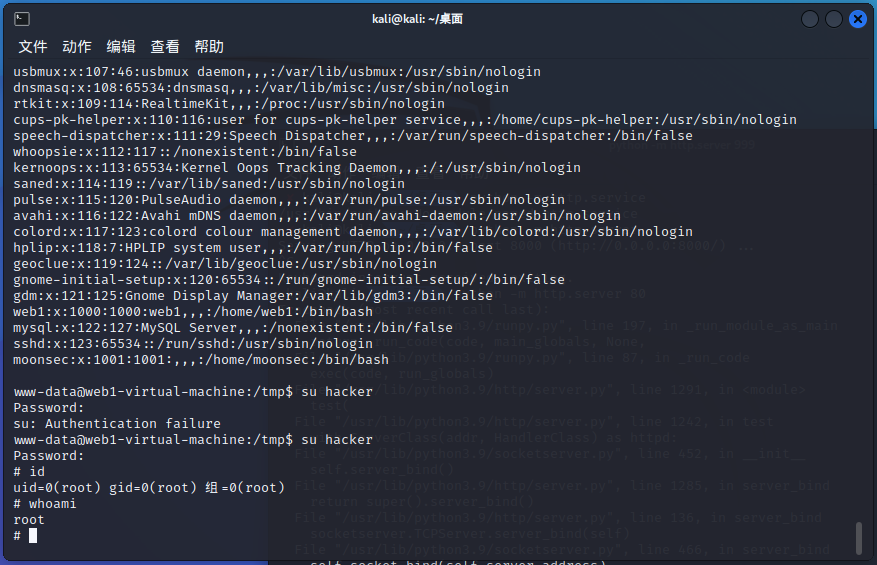 kali@kali: ~/桌面
文件 动作 编辑 查看 帮助
usbmux:x:107:46:usbmux daemon,,,:/var/lib/usbmux:/usr/sbin/nologin
dnsmasq:x:108:65534:dnsmasq,,,:/var/lib/misc:/usr/sbin/nologin
rtkit:x:109:114:RealtimeKit,,,:/proc:/usr/sbin/nologin
cups-pk-helper:x:110:116:user for cups-pk-helper service,,,:/home/cups-pk-helper:/usr/sbin/nologin
speech-dispatcher:x:111:29:Speech Dispatcher,,,:/var/run/speech-dispatcher:/bin/false
whoopsie:x:112:117::/nonexistent:/bin/false
kernoops:x:113:65534:Kernel Oops Tracking Daemon,,,:/:/usr/sbin/nologin
saned:x:114:119::/var/lib/saned:/usr/sbin/nologin
pulse:x:115:120:PulseAudio daemon,,,:/var/run/pulse:/usr/sbin/nologin
avahi:x:116:122:Avahi mDNS daemon,,,:/var/run/avahi-daemon:/usr/sbin/nologin
colord:x:117:123:colord colour management daemon,,,:/var/lib/colord:/usr/sbin/nologin
hplip:x:118:7:HPLIP system user,,,:/var/run/hplip:/bin/false
geoclue:x:119:124::/var/lib/geoclue:/usr/sbin/nologin
gnome-initial-setup:x:120:65534::/run/gnome-initial-setup/:/bin/false
gdm:x:121:125:Gnome Display Manager:/var/lib/gdm3:/bin/false
web1:x:1000:1000:web1,,,:/home/web1:/bin/bash
mysql:x:122:127:MySQL Server,,,:/nonexistent:/bin/false
sshd:x:123:65534::/run/sshd:/usr/sbin/nologin
moonsec:x:1001:1001:,,,:/home/moonsec:/bin/bash
www-data@web1-virtual-machine:/tmp$ su hacker
Password:
su: Authentication failure
www-data@web1-virtual-machine:/tmp$ su hacker
Password:
# id
uid=0(root) gid=0(root) 组=0(root)
# whoami
root
#